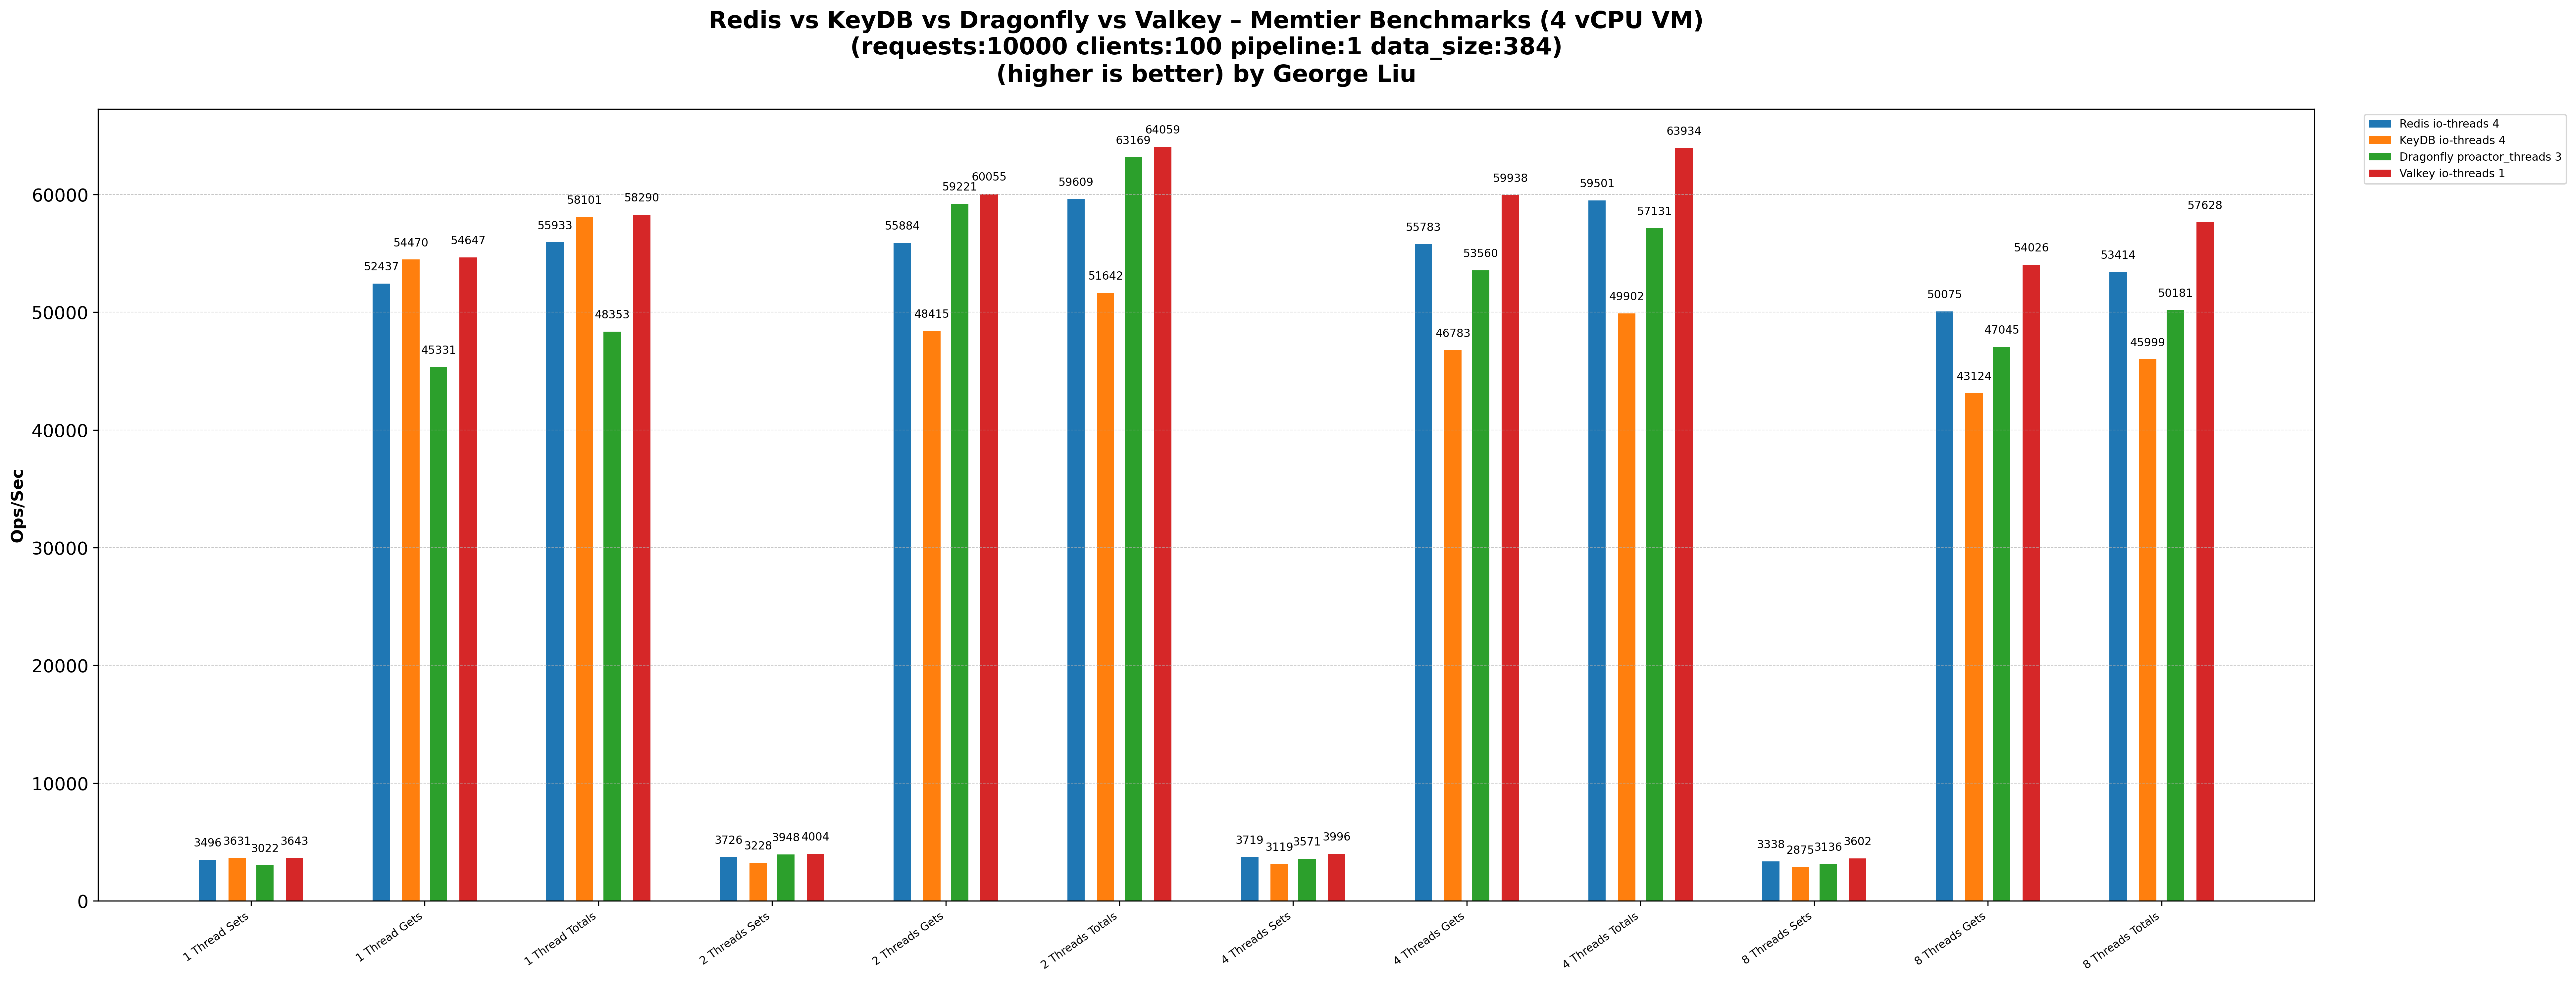 Redis vs KeyDB vs Dragonfly vs Valkey – Memtier Benchmarks (4 vCPU VM)
(requests:10000 clients:100 pipeline:1 data_size:384)
(higher is better) by George Liu
Redis io-threads 4
KeyDB io-threads 4
Dragonfly proactor_threads 3
Valkey io-threads 1
Ops/Sec
60000
50000
40000
30000
20000
10000
0
3496 3631 3022 3643
52437 54470 45331 54647
55933 58101 48353 58290
3726 3228 3948 4004
55884 48415 59221 60055
59609 51642 63169 64059
3719 3119 3571 3996
55783 46783 53560 59938
59501 49902 57131 63934
3338 2875 3136 3602
50075 43124 47045 54026
53414 45999 50181 57628
1 Thread Sets
1 Thread Gets
1 Thread Totals
2 Threads Sets
2 Threads Gets
2 Threads Totals
4 Threads Sets
4 Threads Gets
4 Threads Totals
8 Threads Sets
8 Threads Gets
8 Threads Totals